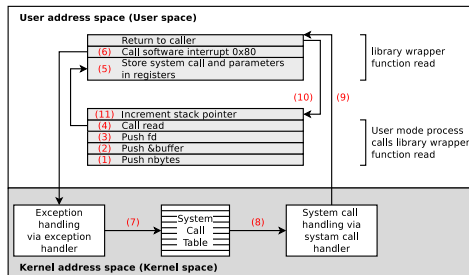 User address space (User space)
Return to caller
(6) Call software interrupt 0x80
(5) Store system call and parameters
in registers
library wrapper
function read
(10)
(9)
(11) Increment stack pointer
(4) Call read
(3) Push fd
(2) Push &buffer
(1) Push nbytes
User mode process
calls library wrapper
function read
Exception
handling
via exception
handler
(7)
System
Call
Table
(8)
System call
handling via
systam call
handler
Kernel address space (Kernel space)